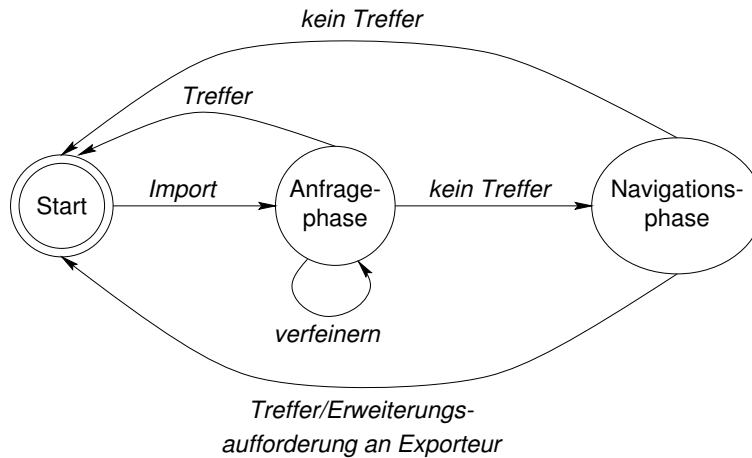 kein Treffer
Treffer
Start
Import
Anfrage-
phase
kein Treffer
Navigations-
phase
verfeinern
Treffer/Erweiterungs-
aufforderung an Exporteur